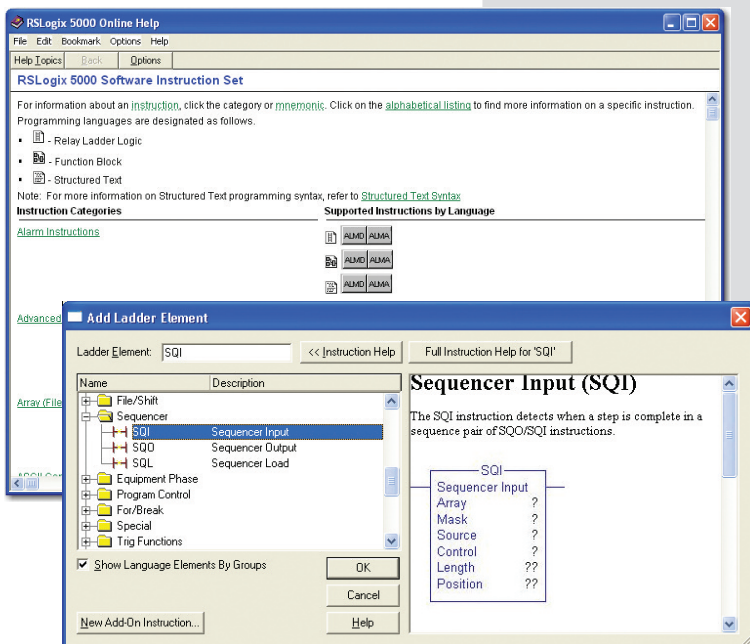 RSLogix 5000 Online Help
File Edit Bookmark Options Help
Help Topics Back Options
RSLogix 5000 Software Instruction Set
For information about an instruction, click the category or mnemonic. Click on the alphabetical listing to find more information on a specific instruction.
Programming languages are designated as follows.
- Relay Ladder Logic
- Function Block
- Structured Text
Note: For more information on Structured Text programming syntax, refer to Structured Text Syntax
Instruction Categories Supported Instructions by Language
Alarm Instructions
ALMD ALMA
ALMD ALMA
ALMD ALMA
Advanced
Array (File
Add Ladder Element
Ladder Element: SQI << Instruction Help Full Instruction Help for 'SQI'
Name Description
File/Shift
Sequencer
SQI Sequencer Input
SQO Sequencer Output
SQL Sequencer Load
Equipment Phase
Program Control
For/Break
Special
Trig Functions
Show Language Elements By Groups
OK
Cancel
New Add-On Instruction...
Help
Sequencer Input (SQI)
The SQI instruction detects when a step is complete in a
sequence pair of SQO/SQI instructions.
SQI
Sequencer Input
Array ?
Mask ?
Source ?
Control ?
Length ??
Position ??